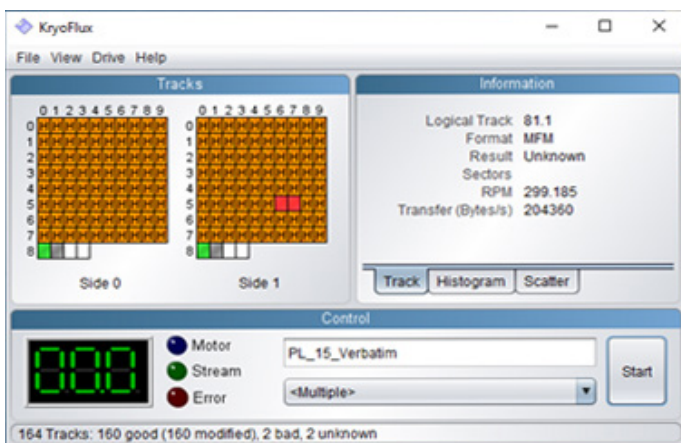 KryoFlux
File View Drive Help
Tracks
Information
0 1 2 3 4 5 6 7 8 9
0 1 2 3 4 5 6 7 8 9
0
1
2
3
4
5
6
7
8
0
1
2
3
4
5
6
7
8
Side 0
Side 1
Logical Track 81.1
Format MFM
Result Unknown
Sectors
RPM 299.185
Transfer (Bytes/s) 204360
Track Histogram Scatter
Control
00.0
Motor
Stream
Error
PL_15_Verbatim
<Multiple>
Start
164 Tracks: 160 good (160 modified), 2 bad, 2 unknown